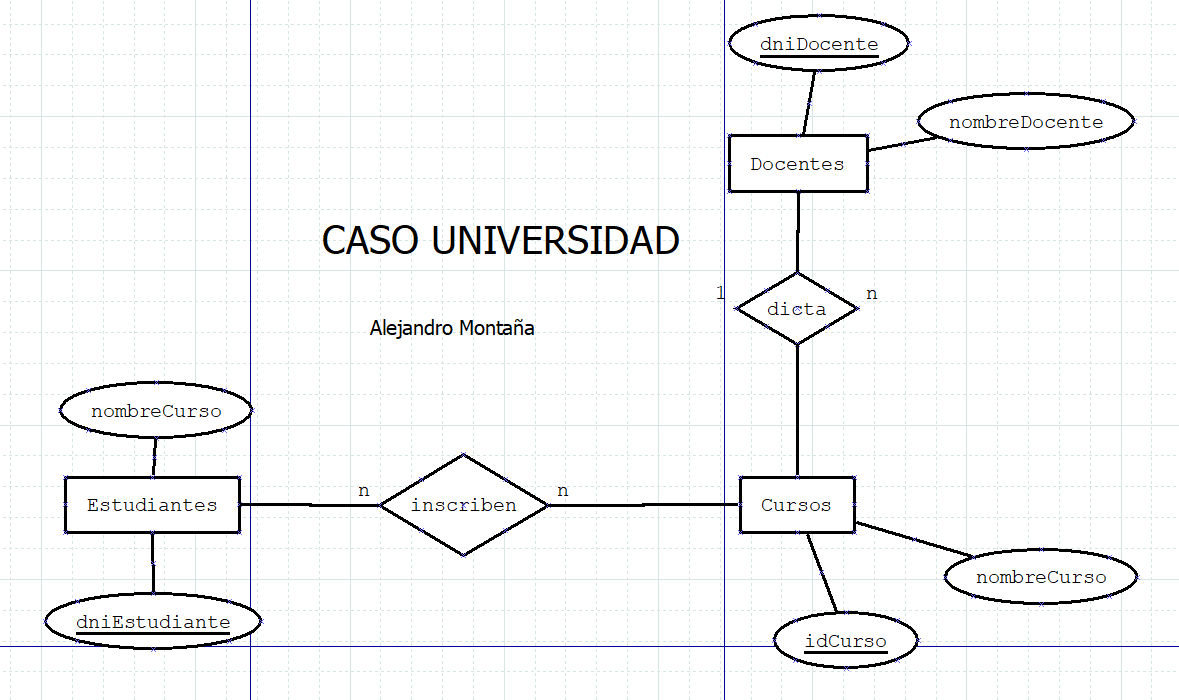 dniDocente
nombreDocente
Docentes
CASO UNIVERSIDAD
1
n
dicta
Alejandro Montaña
nombreCurso
n
n
Estudiantes
inscriben
Cursos
nombreCurso
dniEstudiante
idCurso